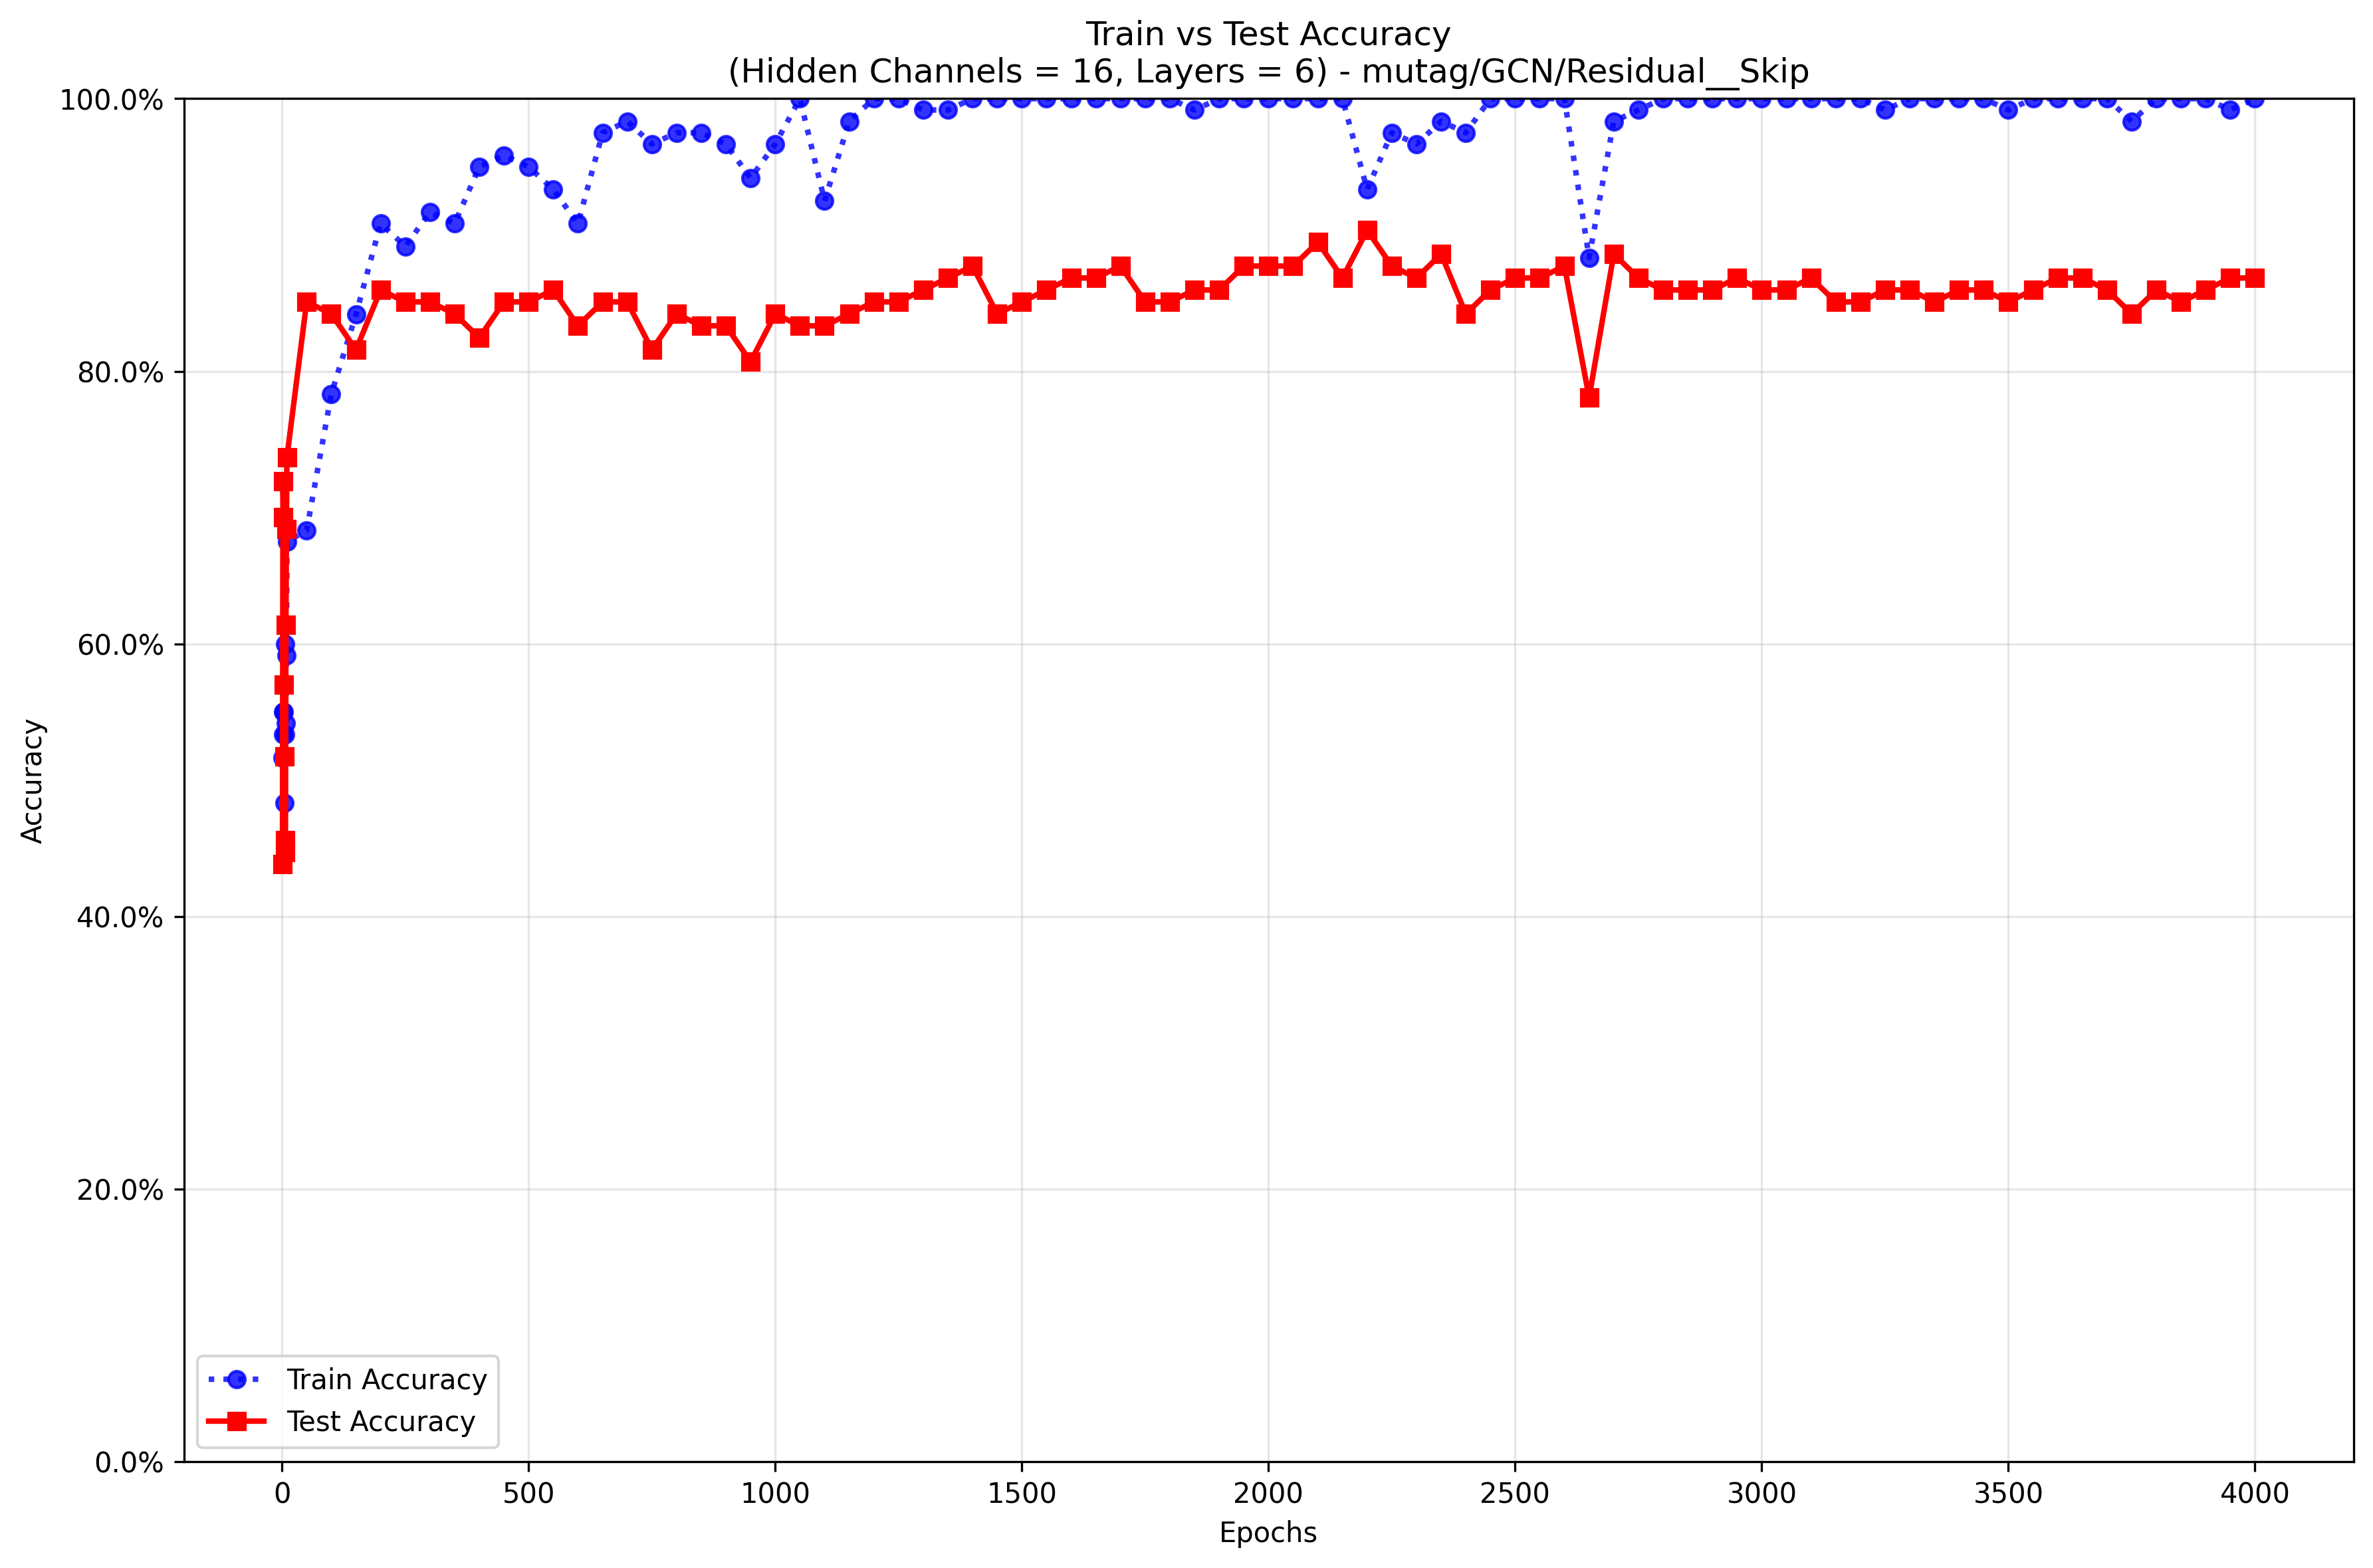 Train vs Test Accuracy
(Hidden Channels = 16, Layers = 6) - mutag/GCN/Residual__Skip
100.0%
80.0%
60.0%
40.0%
20.0%
0.0%
Accuracy
Train Accuracy
Test Accuracy
0 500 1000 1500 2000 2500 3000 3500 4000
Epochs